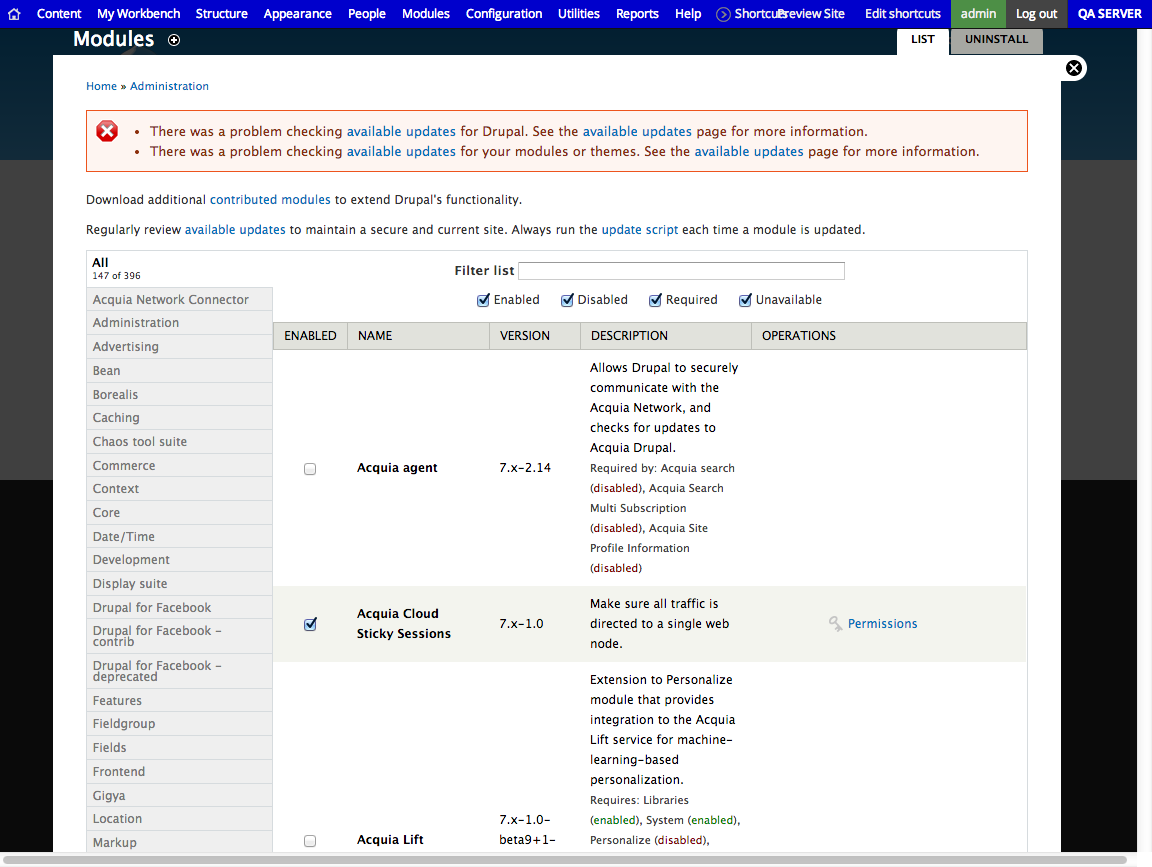 Content My Workbench Structure Appearance People Modules Configuration Utilities Reports Help Shortcuts Preview Site Edit shortcuts admin Log out QA SERVER
Modules LIST UNINSTALL
Home » Administration
• There was a problem checking available updates for Drupal. See the available updates page for more information.
• There was a problem checking available updates for your modules or themes. See the available updates page for more information.
Download additional contributed modules to extend Drupal's functionality.
Regularly review available updates to maintain a secure and current site. Always run the update script each time a module is updated.
All
147 of 396
Acquia Network Connector
Administration
Advertising
Bean
Borealis
Caching
Chaos tool suite
Commerce
Context
Core
Date/Time
Development
Display suite
Drupal for Facebook
Drupal for Facebook -
contrib
Drupal for Facebook -
deprecated
Features
Fieldgroup
Fields
Frontend
Gigya
Location
Markup
Filter list
Enabled Disabled Required Unavailable
ENABLED NAME VERSION DESCRIPTION OPERATIONS
Acquia agent
7.x-2.14
Allows Drupal to securely
communicate with the
Acquia Network, and
checks for updates to
Acquia Drupal.
Required by: Acquia search
(disabled), Acquia Search
Multi Subscription
(disabled), Acquia Site
Profile Information
(disabled)
Acquia Cloud
Sticky Sessions
7.x-1.0
Make sure all traffic is
directed to a single web
node.
Permissions
Acquia Lift
7.x-1.0-
beta9+1-
Extension to Personalize
module that provides
integration to the Acquia
Lift service for machine-
learning-based
personalization.
Requires: Libraries
(enabled), System (enabled),
Personalize (disabled),